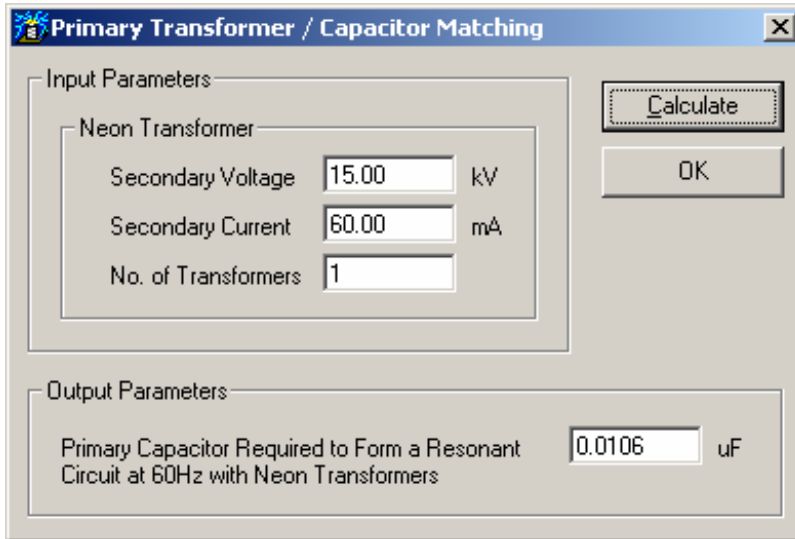 Primary Transformer / Capacitor Matching
Input Parameters
Neon Transformer
Secondary Voltage 15.00 kV
Secondary Current 60.00 mA
No. of Transformers 1
Calculate
OK
Output Parameters
Primary Capacitor Required to Form a Resonant 0.0106 uF
Circuit at 60Hz with Neon Transformers